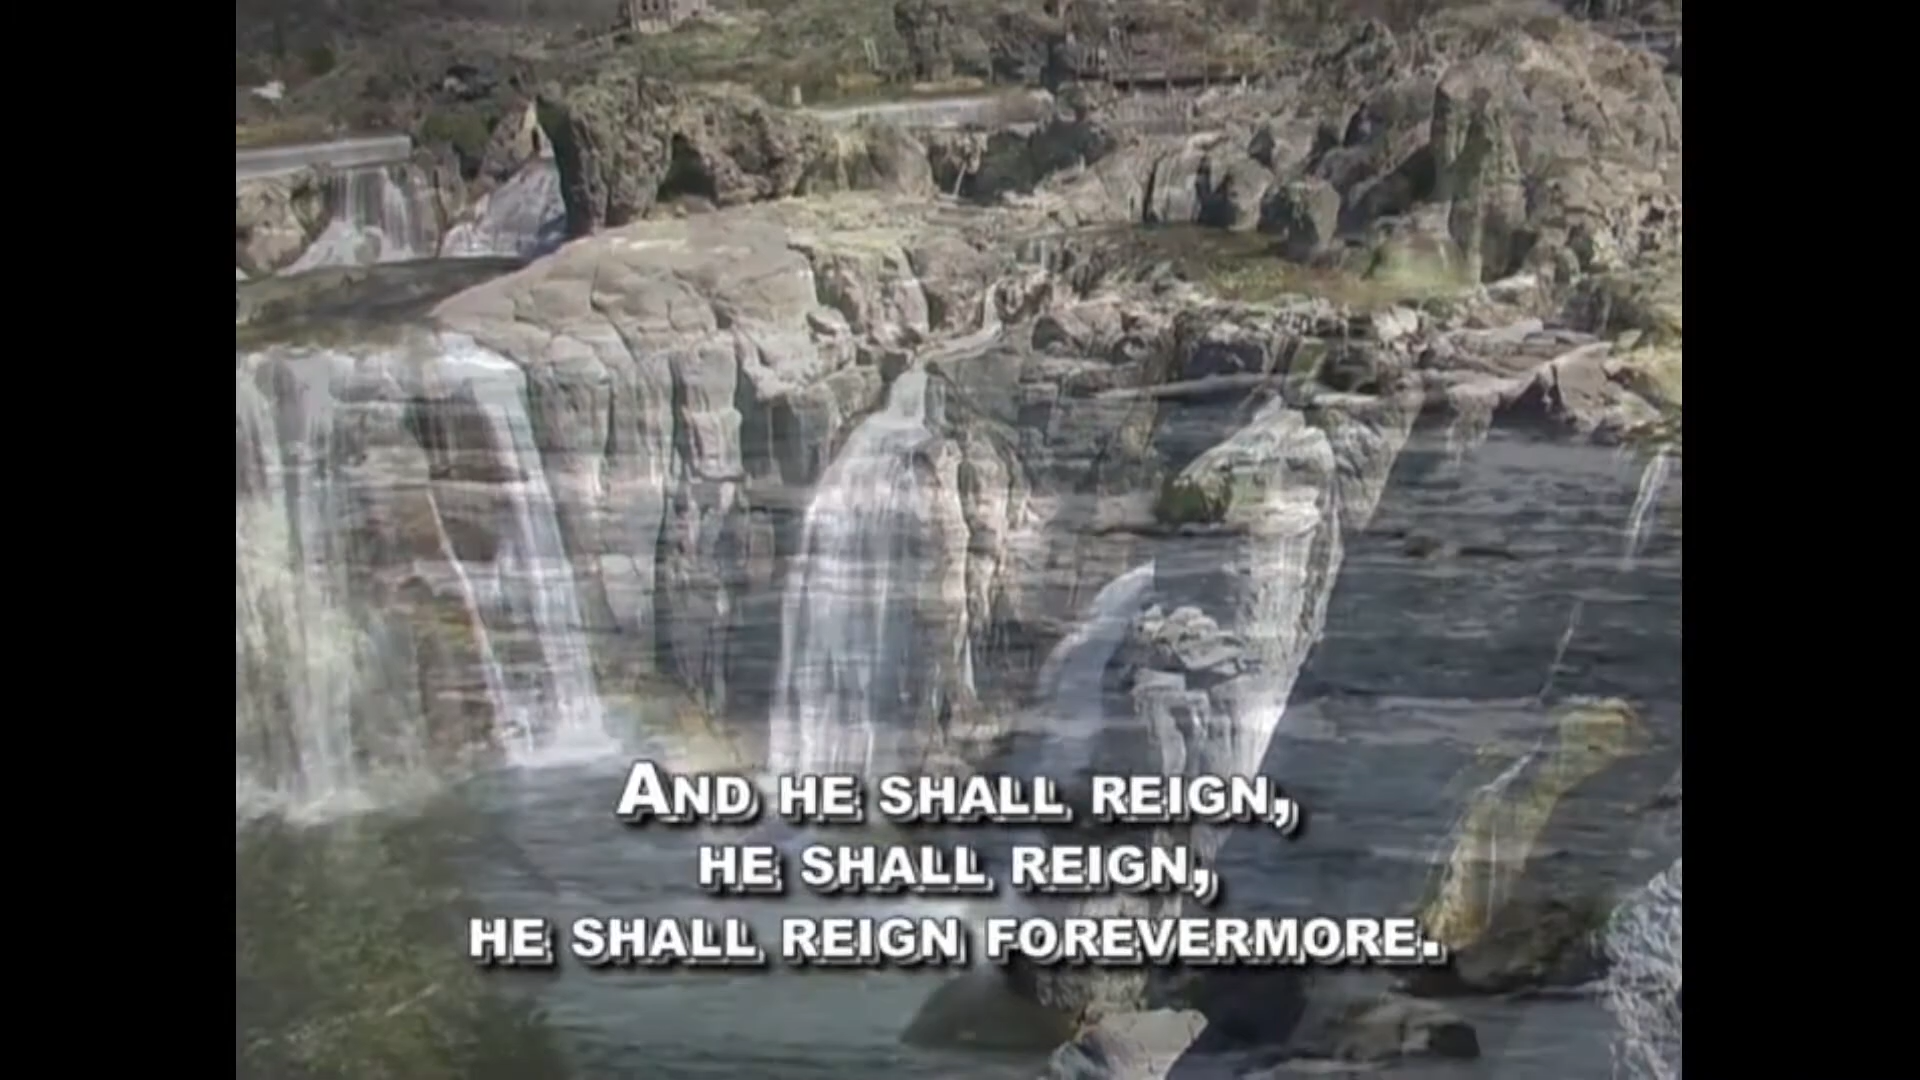 AND HE SHALL REIGN,
HE SHALL REIGN,
HE SHALL REIGN FOREVERMORE.